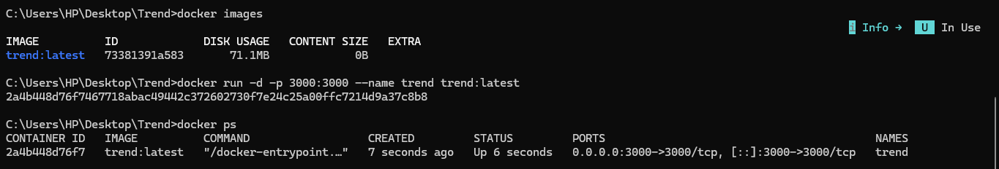 C:\Users\HP\Desktop\Trend>docker images
i Info → U In Use
IMAGE ID DISK USAGE CONTENT SIZE EXTRA
trend:latest 73381391a583 71.1MB 0B
C:\Users\HP\Desktop\Trend>docker run -d -p 3000:3000 --name trend trend:latest
2a4b448d76f7467718abac49442c372602730f7e24c25a00ffc7214d9a37c8b8
C:\Users\HP\Desktop\Trend>docker ps
CONTAINER ID IMAGE COMMAND CREATED STATUS PORTS NAMES
2a4b448d76f7 trend:latest "/docker-entrypoint.…" 7 seconds ago Up 6 seconds 0.0.0.0:3000->3000/tcp, [::]:3000->3000/tcp trend